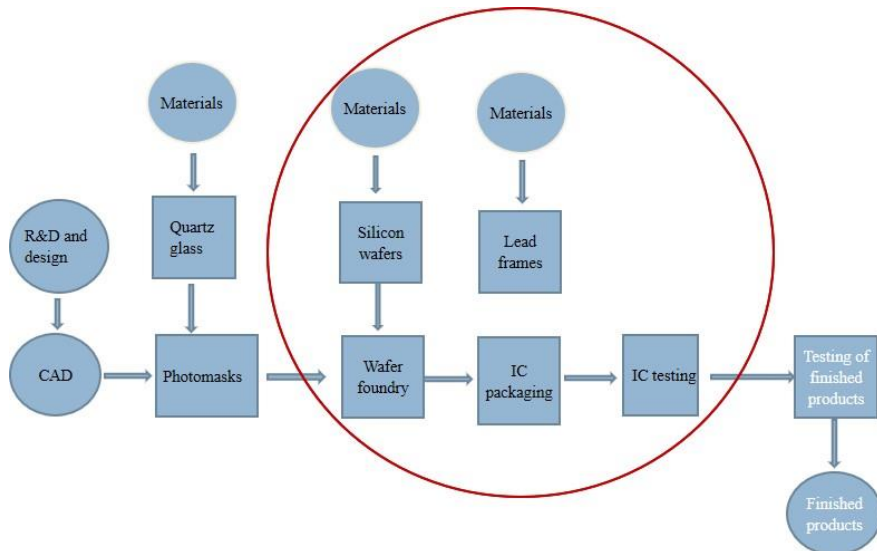 Materials
Materials
Materials
R&D and
design
Quartz
glass
Silicon
wafers
Lead
frames
CAD
Photomasks
Wafer
foundry
IC
packaging
IC testing
Testing of
finished
products
Finished
products